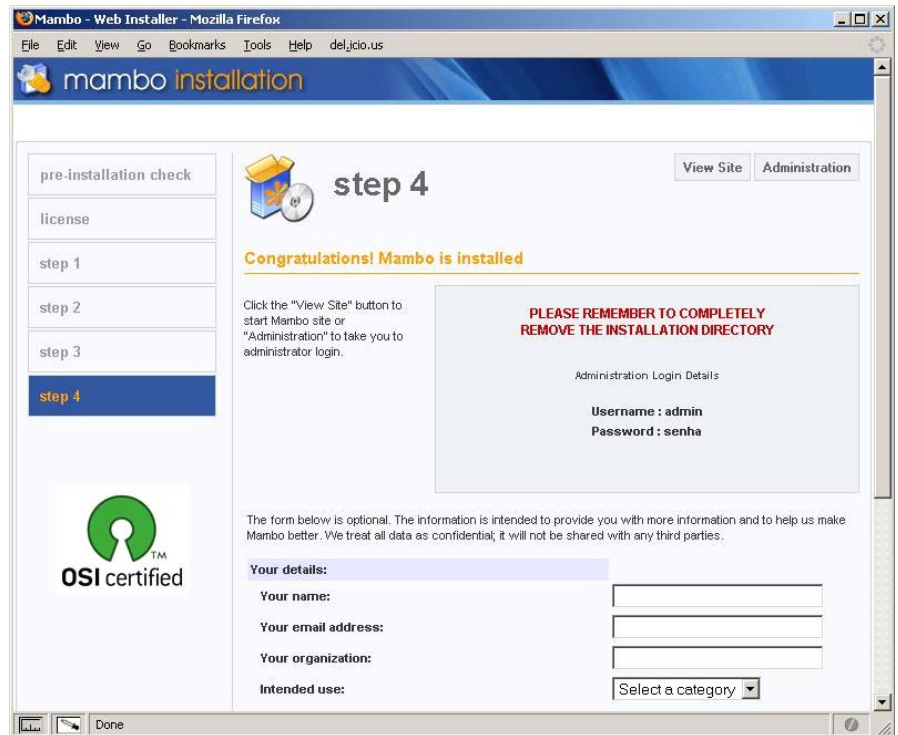 Mambo - Web Installer - Mozilla Firefox
File Edit View Go Bookmarks Tools Help del.icio.us
mambo installation
pre-installation check
license
step 1
step 2
step 3
step 4
step 4
View Site Administration
Congratulations! Mambo is installed
Click the "View Site" button to
start Mambo site or
"Administration" to take you to
administrator login.
PLEASE REMEMBER TO COMPLETELY
REMOVE THE INSTALLATION DIRECTORY
Administration Login Details
Username : admin
Password : senha
The form below is optional. The information is intended to provide you with more information and to help us make
Mambo better. We treat all data as confidential; it will not be shared with any third parties.
Your details:
Your name:
Your email address:
Your organization:
Intended use: Select a category
TM
OSI certified
Done